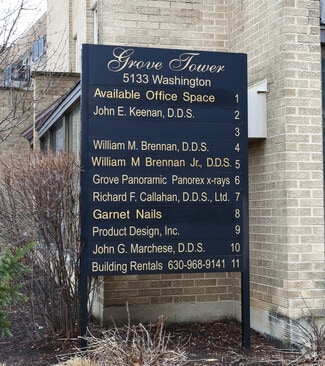 Grove Tower
5133 Washington
Available Office Space 1
John E. Keenan, D.D.S. 2
3
William M. Brennan, D.D.S. 4
William M Brennan Jr., D.D.S. 5
Grove Panoramic Panorex x-rays 6
Richard F. Callahan, D.D.S., Ltd. 7
Garnet Nails 8
Product Design, Inc. 9
John G. Marchese, D.D.S. 10
Building Rentals 630-968-9141 11